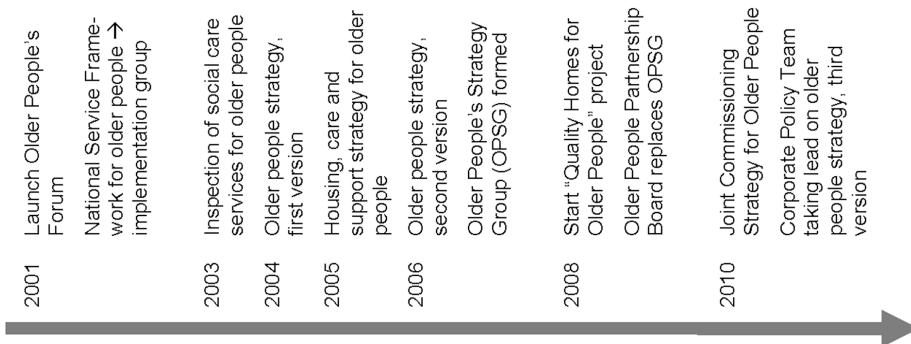 2001 Launch Older People's
Forum
National Service Frame-
work for older people →
implementation group
2003 Inspection of social care
services for older people
2004 Older people strategy,
first version
2005 Housing, care and
support strategy for older
people
2006 Older people strategy,
second version
Older People's Strategy
Group (OPSG) formed
2008 Start “Quality Homes for
Older People” project
Older People Partnership
Board replaces OPSG
2010 Joint Commissioning
Strategy for Older People
Corporate Policy Team
taking lead on older
people strategy, third
version